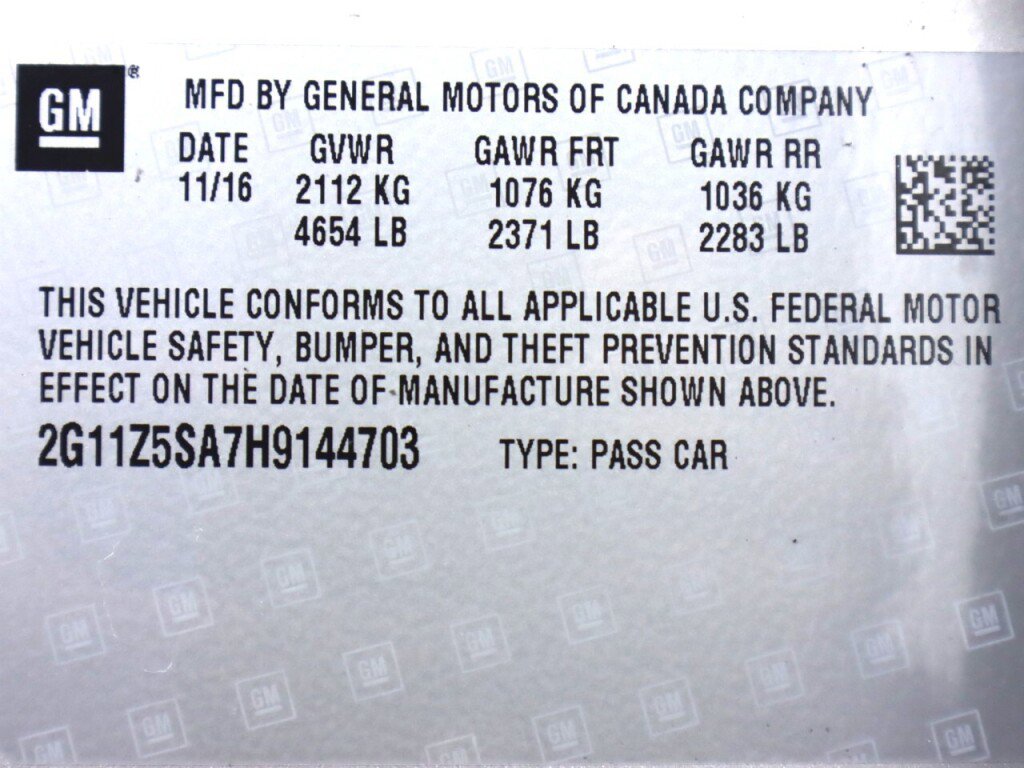 GM®
MFD BY GENERAL MOTORS OF CANADA COMPANY
DATE GVWR GAWR FRT GAWR RR
11/16 2112 KG 1076 KG 1036 KG
4654 LB 2371 LB 2283 LB
THIS VEHICLE CONFORMS TO ALL APPLICABLE U.S. FEDERAL MOTOR
VEHICLE SAFETY, BUMPER, AND THEFT PREVENTION STANDARDS IN
EFFECT ON THE DATE OF MANUFACTURE SHOWN ABOVE.
2G11Z5SA7H9144703 TYPE: PASS CAR